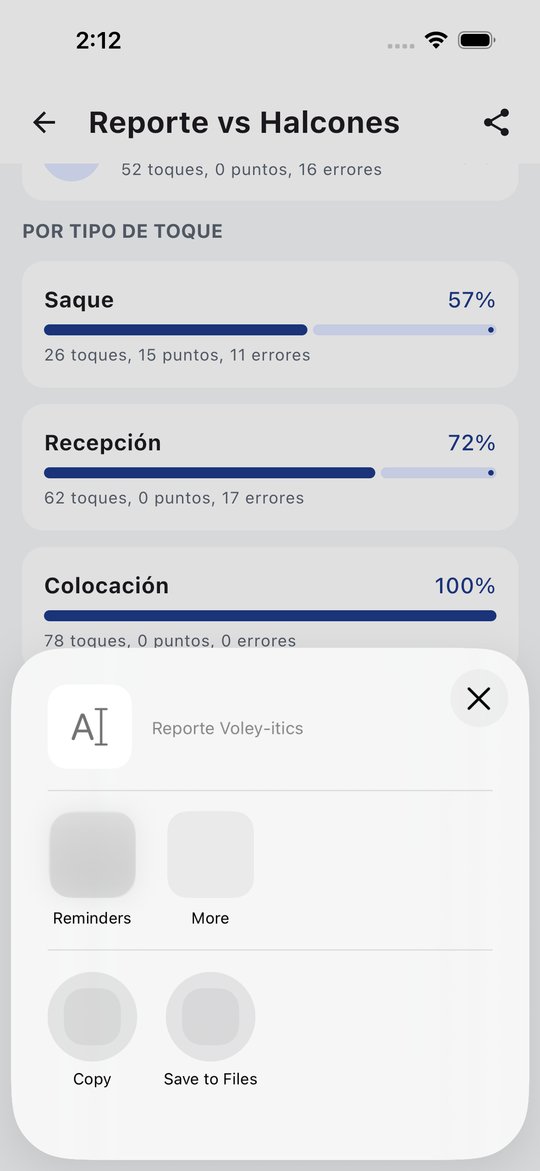 2:12
Reporte vs Halcones
52 toques, 0 puntos, 16 errores
POR TIPO DE TOQUE
Saque 57%
26 toques, 15 puntos, 11 errores
Recepción 72%
62 toques, 0 puntos, 17 errores
Colocación 100%
78 toques, 0 puntos, 0 errores
A
Reporte Voley-itics
Reminders More
Copy Save to Files